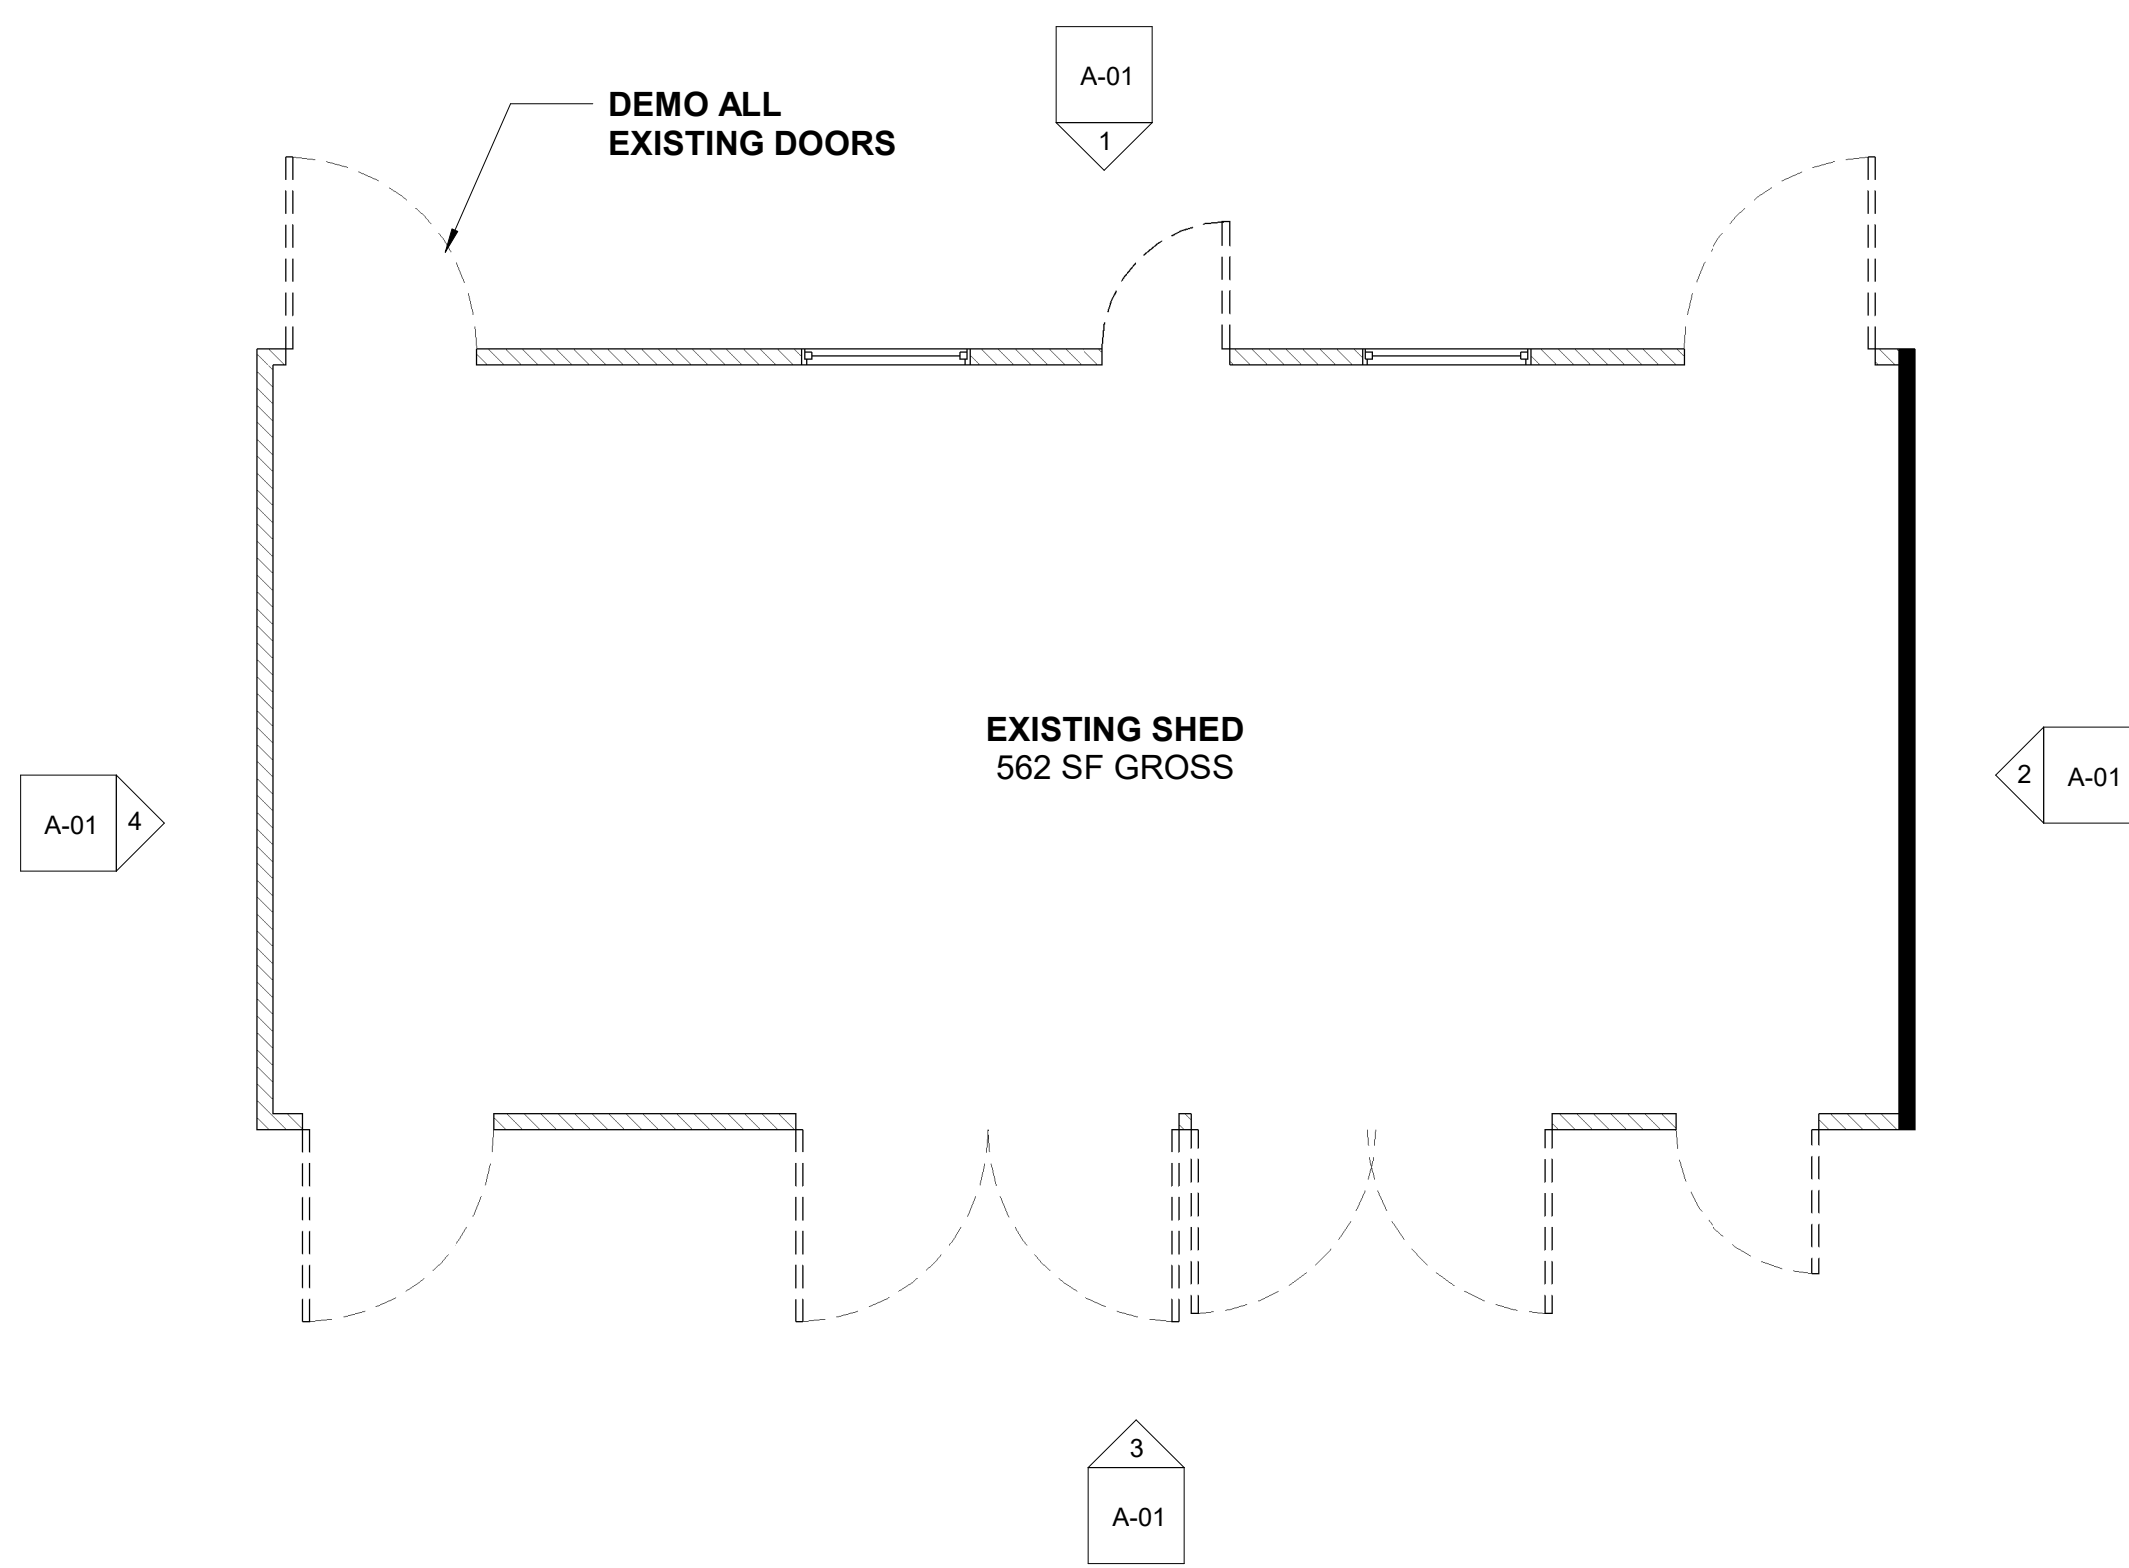 A-01
1
DEMO ALL
EXISTING DOORS
EXISTING SHED
562 SF GROSS
A-01 4
2 A-01
3
A-01